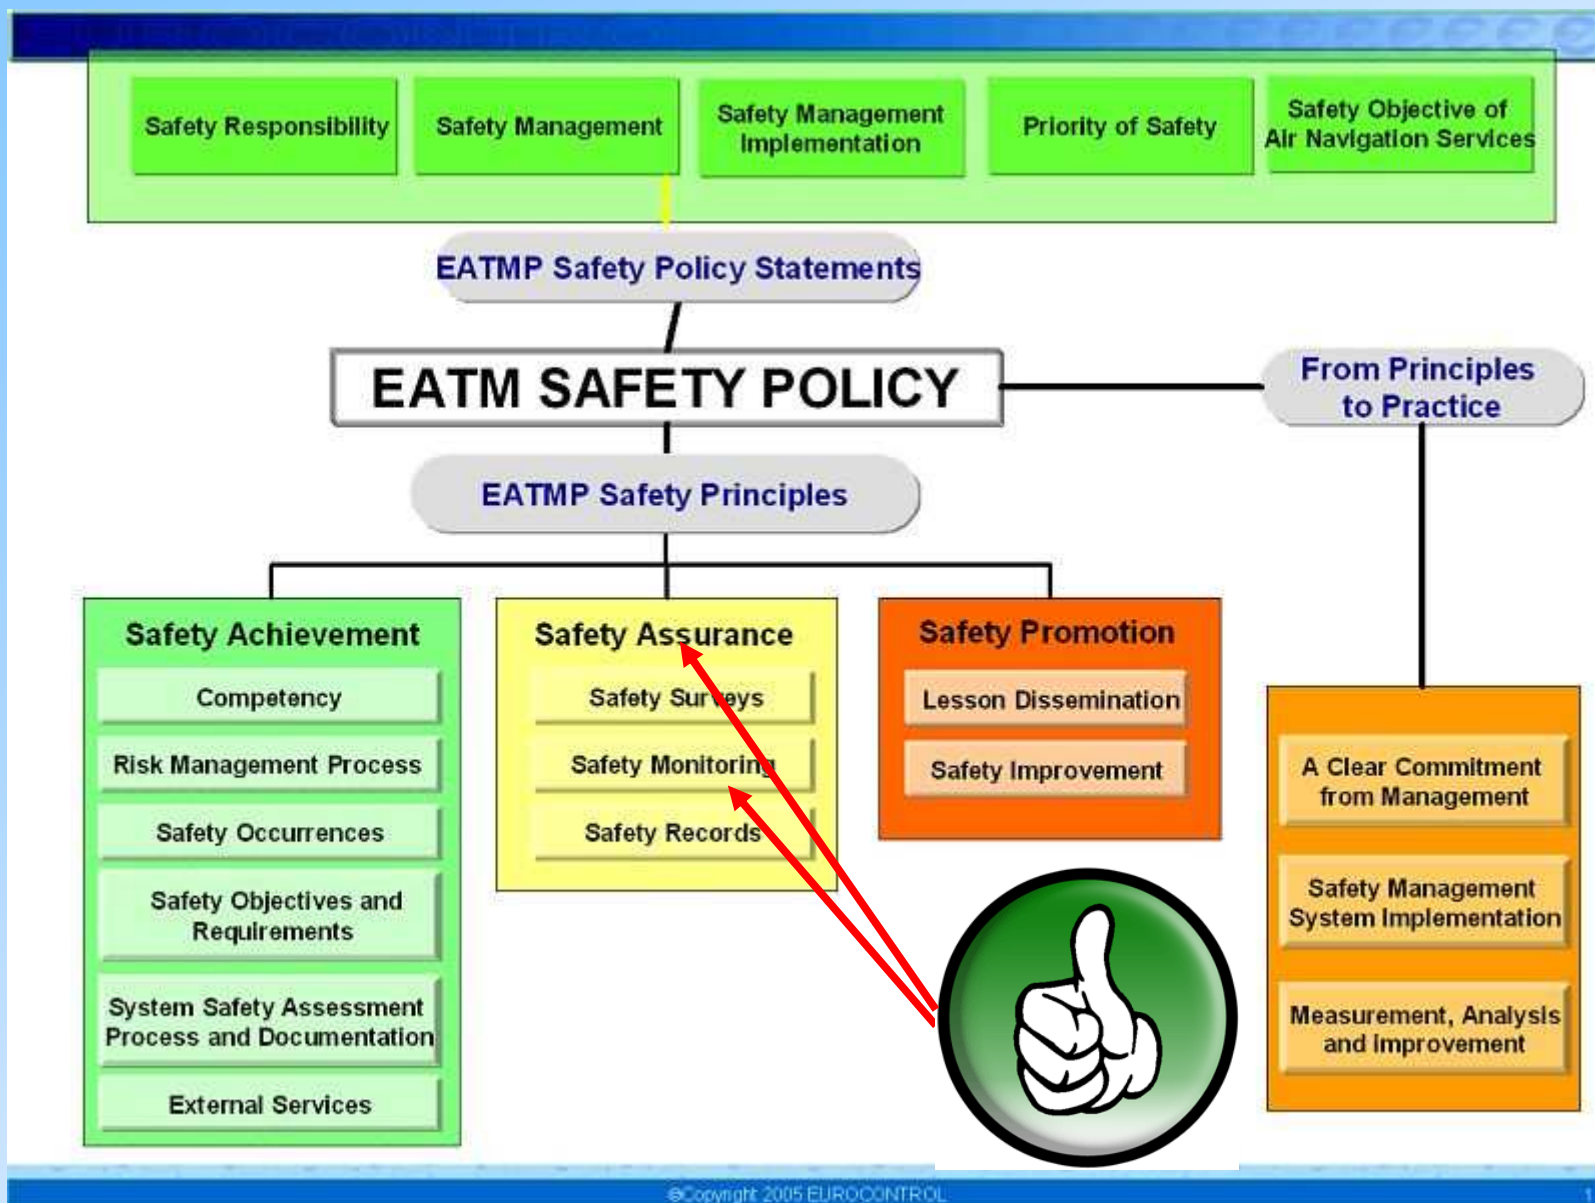 Safety Responsibility
Safety Management
Safety Management
Implementation
Priority of Safety
Safety Objective of
Air Navigation Services
EATMP Safety Policy Statements
EATM SAFETY POLICY
From Principles
to Practice
EATMP Safety Principles
Safety Achievement
Competency
Risk Management Process
Safety Occurrences
Safety Objectives and
Requirements
System Safety Assessment
Process and Documentation
External Services
Safety Assurance
Safety Surveys
Safety Monitoring
Safety Records
Safety Promotion
Lesson Dissemination
Safety Improvement
A Clear Commitment
from Management
Safety Management
System Implementation
Measurement, Analysis
and Improvement
©Copyright 2005 EUROCONTROL